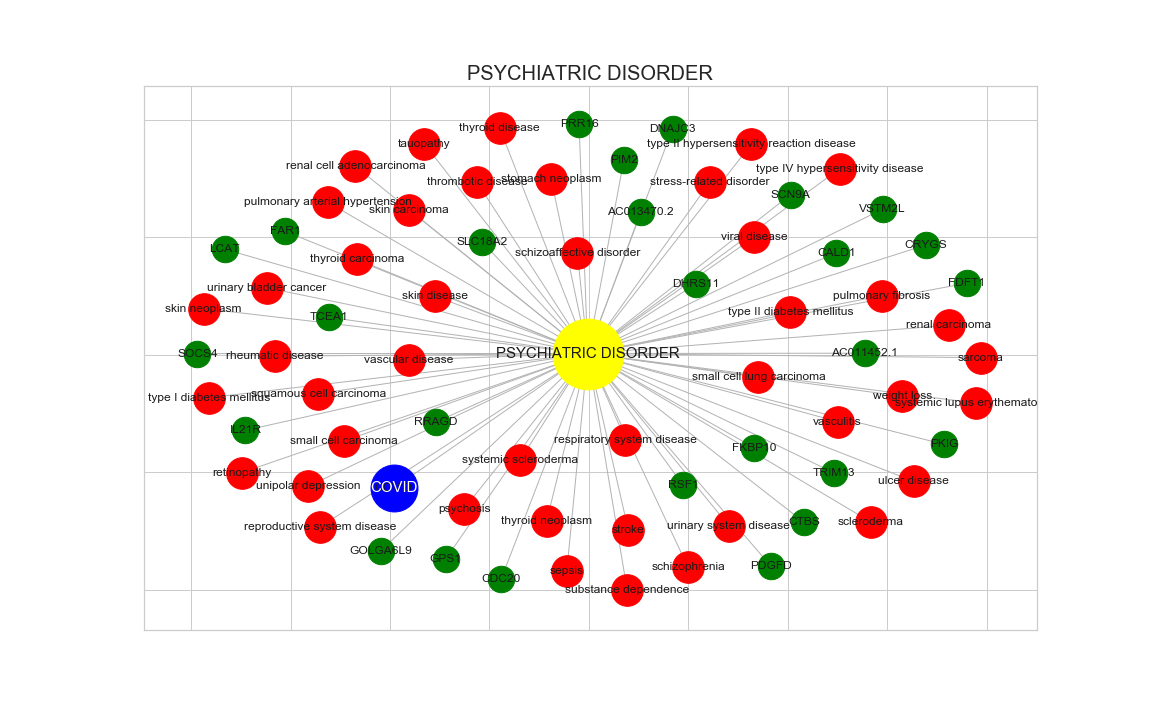 PSYCHIATRIC DISORDER
PRR16
thyroid disease
DNAJC3
tauopathy
type II hypersensitivity reaction disease
PIM2
renal cell adenocarcinoma
type IV hypersensitivity disease
stomach neoplasm
thrombotic disease
stress-related disorder
SCN9A
pulmonary arterial hypertension
skin carcinoma
AC013470.2
VSTM2L
FAR1
viral disease
SLC18A2
CRYGS
LCAT
schizoaffective disorder
CALD1
thyroid carcinoma
DHRS11
FDFT1
urinary bladder cancer
skin disease
pulmonary fibrosis
skin neoplasm
type II diabetes mellitus
TCEA1
renal carcinoma
SOCS4
rheumatic disease
vascular disease
PSYCHIATRIC DISORDER
AC011452.1
sarcoma
small cell lung carcinoma
type I diabetes mellitus
squamous cell carcinoma
weight loss
systemic lupus erythemato
RRAGD
vasculitis
IL21R
small cell carcinoma
respiratory system disease
FKBP10
PKIG
systemic scleroderma
retinopathy
TRIM13
unipolar depression
COVID
RSF1
ulcer disease
psychosis
reproductive system disease
thyroid neoplasm
stroke
urinary system disease
CTBS
scleroderma
GOLGA6L9
GPS1
CDC20
sepsis
schizophrenia
PDGFD
substance dependence